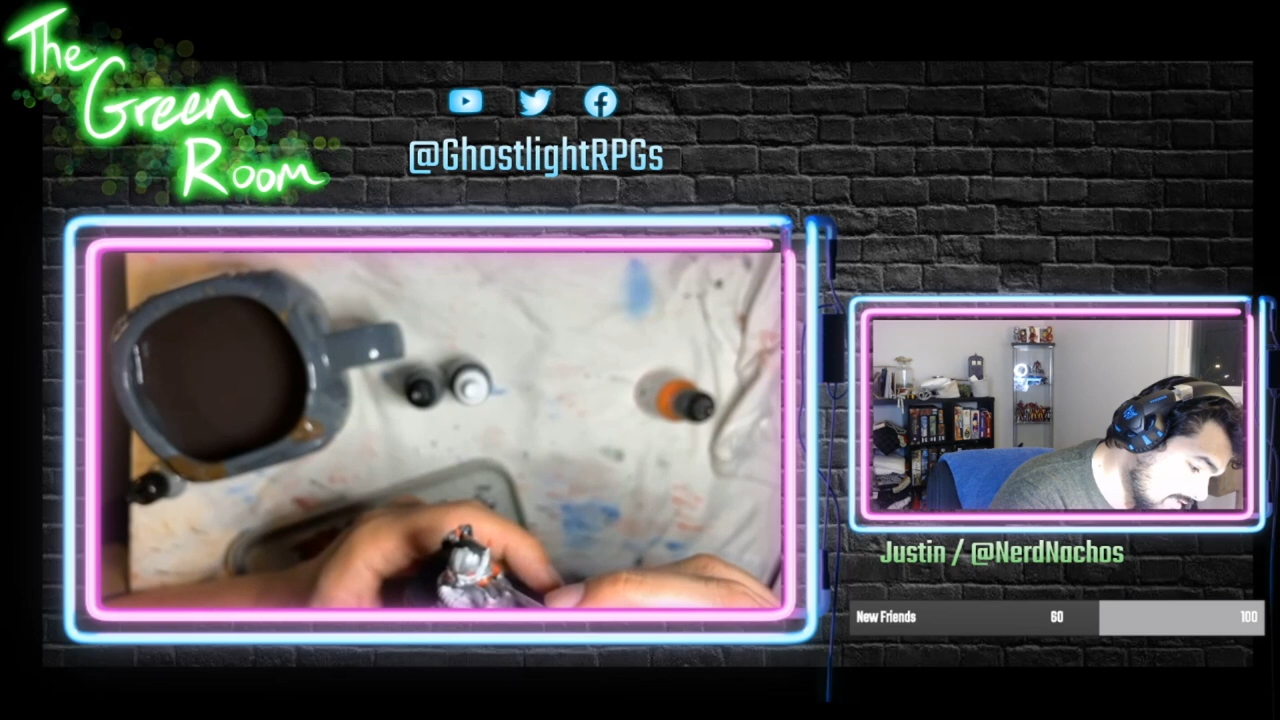 The
Green
Room
@GhostlightRPGs
Justin / @NerdNachos
New Friends 60 100